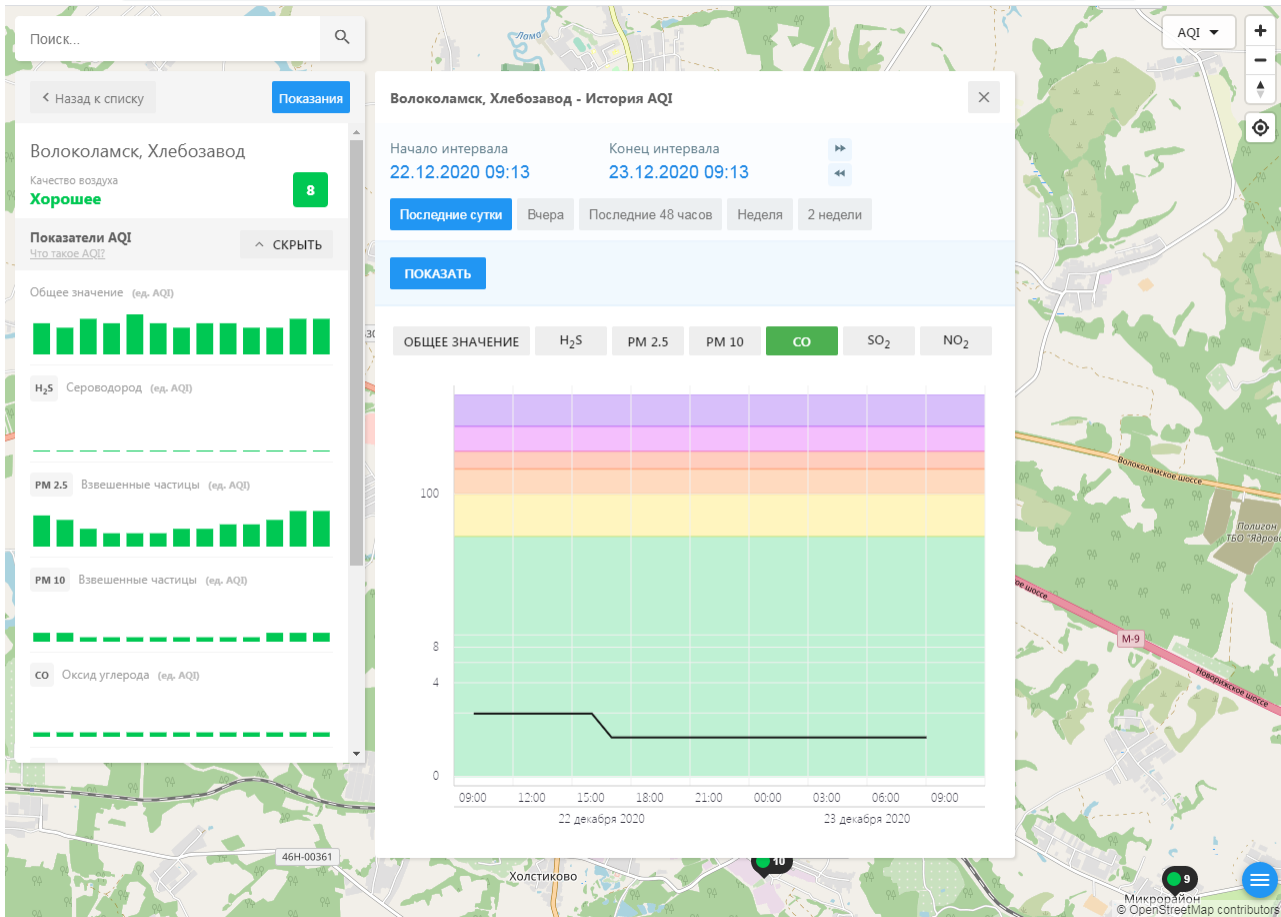 Поиск...
AQI
Назад к списку
Показания
Волоколамск, Хлебозавод
Качество воздуха
Хорошее
8
Показатели AQI
Что такое AQI?
СКРЫТЬ
Общее значение (ед. AQI)
H₂S Сероводород (ед. AQI)
PM 2.5 Взвешенные частицы (ед. AQI)
PM 10 Взвешенные частицы (ед. AQI)
CO Оксид углерода (ед. AQI)
Волоколамск, Хлебозавод - История AQI
Начало интервала
22.12.2020 09:13
Конец интервала
23.12.2020 09:13
Последние сутки
Вчера
Последние 48 часов
Неделя
2 недели
ПОКАЗАТЬ
ОБЩЕЕ ЗНАЧЕНИЕ
H₂S
PM 2.5
PM 10
CO
SO₂
NO₂
100
8
4
0
09:00 12:00 15:00 18:00 21:00 00:00 03:00 06:00 09:00
22 декабря 2020 23 декабря 2020
Ломо
Волоколамское шоссе
Полигон
ТБО "Ядрово
ое шоссе
М-9
Новорижское шоссе
46Н-00361
Холстиково
10
9
Микрорайон
© OpenStreetMap contributors